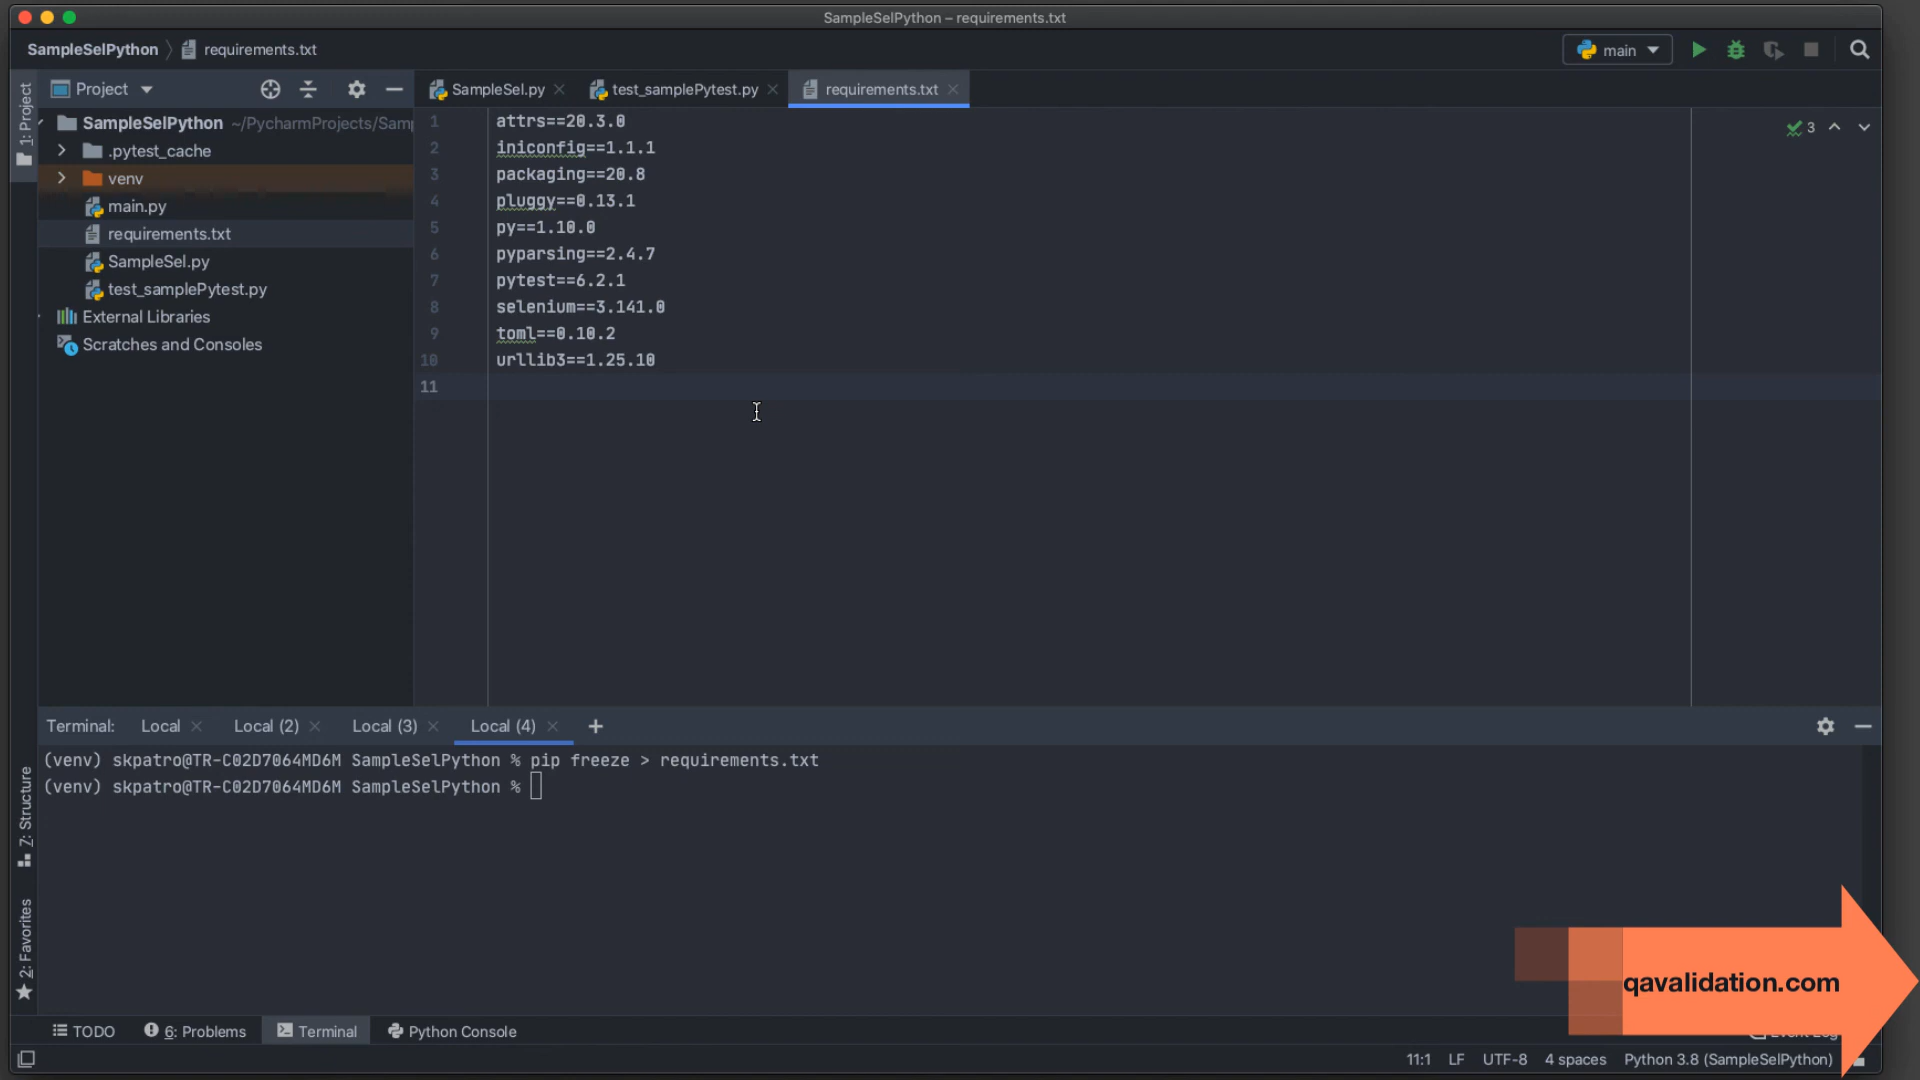 SampleSelPython – requirements.txt
SampleSelPython
requirements.txt
main
1: Project
Project
SampleSel.py
test_samplePytest.py
requirements.txt
SampleSelPython ~/PycharmProjects/Sam
.pytest_cache
venv
main.py
requirements.txt
SampleSel.py
test_samplePytest.py
External Libraries
Scratches and Consoles
3
1 attrs==20.3.0
2 iniconfig==1.1.1
3 packaging==20.8
4 pluggy==0.13.1
5 py==1.10.0
6 pyparsing==2.4.7
7 pytest==6.2.1
8 selenium==3.141.0
9 toml==0.10.2
10 urllib3==1.25.10
11
Terminal: Local Local (2) Local (3) Local (4) +
(venv) skpatro@TR-C02D7064MD6M SampleSelPython % pip freeze > requirements.txt
(venv) skpatro@TR-C02D7064MD6M SampleSelPython %
Z: Structure
2: Favorites
qavalidation.com
TODO
6: Problems
Terminal
Python Console
11:1 LF UTF-8 4 spaces Python 3.8 (SampleSelPython)